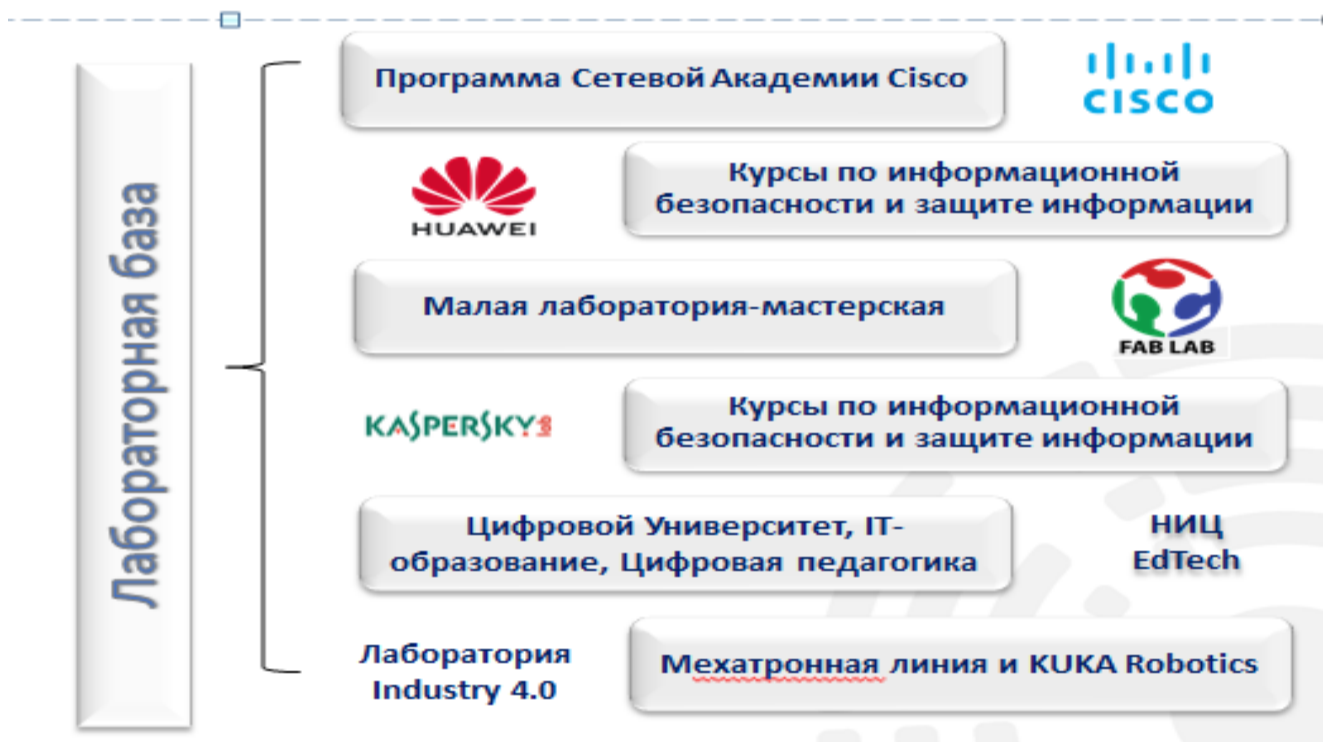 Лабораторная база
Программа Сетевой Академии Cisco
CISCO
HUAWEI
Курсы по информационной
безопасности и защите информации
Малая лаборатория-мастерская
FAB LAB
KASPERSKY lab
Курсы по информационной
безопасности и защите информации
Цифровой Университет, IT-
образование, Цифровая педагогика
НИЦ
EdTech
Лаборатория
Industry 4.0
Мехатронная линия и KUKA Robotics